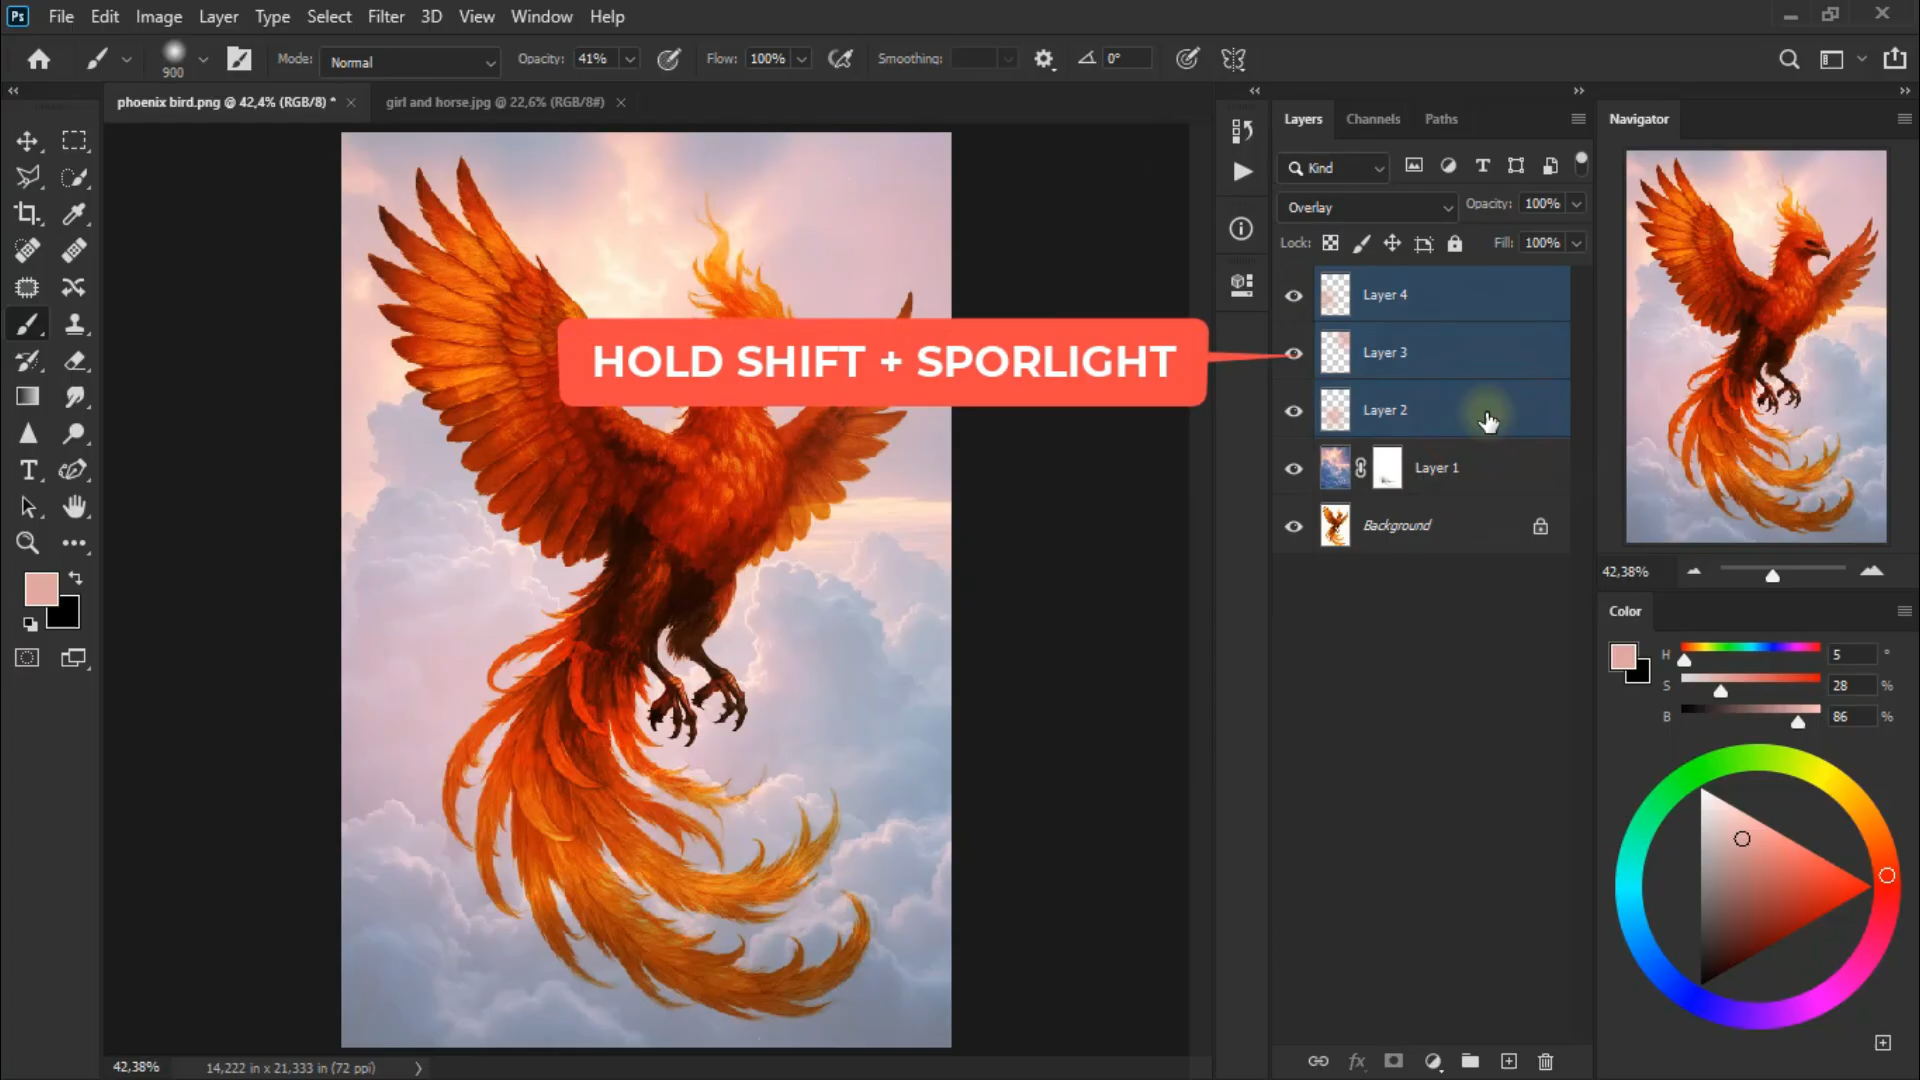 Ps File Edit Image Layer Type Select Filter 3D View Window Help
900 Mode: Normal Opacity: 41% Flow: 100% Smoothing: 0°
phoenix bird.png @ 42,4% (RGB/8) * girl and horse.jpg @ 22,6% (RGB/8#)
Layers Channels Paths
Kind
Overlay Opacity: 100%
Lock: Fill: 100%
Layer 4
Layer 3
Layer 2
Layer 1
Background
HOLD SHIFT + SPORLIGHT
Navigator
42,38%
Color
H 5 °
S 28 %
B 86 %
42,38% 14,222 in x 21,333 in (72 ppi)
fx